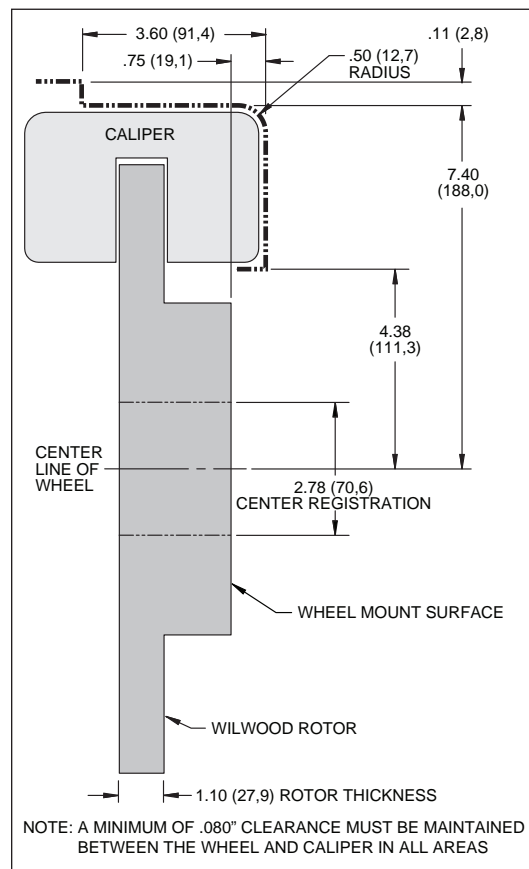 3.60 (91,4)
.11 (2,8)
.75 (19,1)
.50 (12,7)
RADIUS
CALIPER
7.40
(188,0)
4.38
(111,3)
CENTER
LINE OF
WHEEL
2.78 (70,6)
CENTER REGISTRATION
WHEEL MOUNT SURFACE
WILWOOD ROTOR
1.10 (27,9) ROTOR THICKNESS
NOTE: A MINIMUM OF .080" CLEARANCE MUST BE MAINTAINED
BETWEEN THE WHEEL AND CALIPER IN ALL AREAS